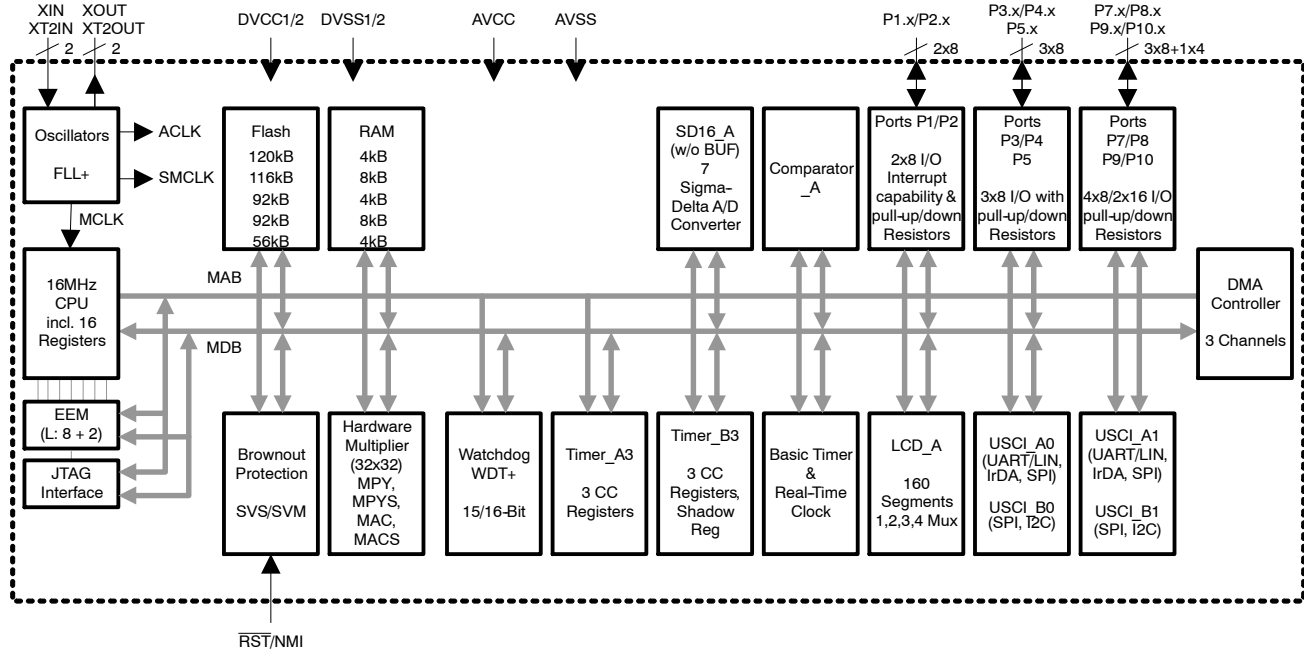 XIN
XT2IN
XOUT
XT2OUT
2
2
DVCC1/2
DVSS1/2
AVCC
AVSS
P1.x/P2.x
2x8
P3.x/P4.x
P5.x
3x8
P7.x/P8.x
P9.x/P10.x
3x8+1x4
Oscillators
FLL+
ACLK
SMCLK
MCLK
Flash
120kB
116kB
92kB
92kB
56kB
RAM
4kB
8kB
4kB
8kB
4kB
SD16_A
(w/o BUF)
7
Sigma-
Delta A/D
Converter
Comparator
_A
Ports P1/P2
2x8 I/O
Interrupt
capability &
pull-up/down
Resistors
Ports
P3/P4
P5
3x8 I/O with
pull-up/down
Resistors
Ports
P7/P8
P9/P10
4x8/2x16 I/O
pull-up/down
Resistors
16MHz
CPU
incl. 16
Registers
MAB
MDB
DMA
Controller
3 Channels
EEM
(L: 8 + 2)
JTAG
Interface
Brownout
Protection
SVS/SVM
Hardware
Multiplier
(32x32)
MPY,
MPYS,
MAC,
MACS
Watchdog
WDT+
15/16-Bit
Timer_A3
3 CC
Registers
Timer_B3
3 CC
Registers,
Shadow
Reg
Basic Timer
&
Real-Time
Clock
LCD_A
160
Segments
1,2,3,4 Mux
USCI_A0
(UART/LIN,
IrDA, SPI)
USCI_B0
(SPI, I2C)
USCI_A1
(UART/LIN,
IrDA, SPI)
USCI_B1
(SPI, I2C)
RST/NMI